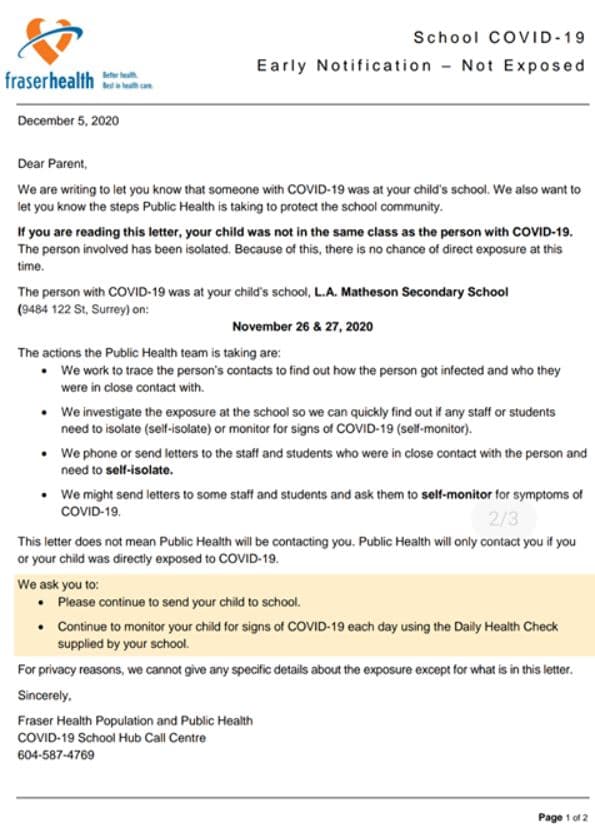 School COVID-19
Early Notification – Not Exposed
fraserhealth
Better health.
Best in health care.
December 5, 2020
Dear Parent,
We are writing to let you know that someone with COVID-19 was at your child's school. We also want to
let you know the steps Public Health is taking to protect the school community.
If you are reading this letter, your child was not in the same class as the person with COVID-19.
The person involved has been isolated. Because of this, there is no chance of direct exposure at this
time.
The person with COVID-19 was at your child's school, L.A. Matheson Secondary School
(9484 122 St, Surrey) on:
November 26 & 27, 2020
The actions the Public Health team is taking are:
• We work to trace the person's contacts to find out how the person got infected and who they
were in close contact with.
• We investigate the exposure at the school so we can quickly find out if any staff or students
need to isolate (self-isolate) or monitor for signs of COVID-19 (self-monitor).
• We phone or send letters to the staff and students who were in close contact with the person and
need to self-isolate.
• We might send letters to some staff and students and ask them to self-monitor for symptoms of
COVID-19.
2/3
This letter does not mean Public Health will be contacting you. Public Health will only contact you if you
or your child was directly exposed to COVID-19.
We ask you to:
• Please continue to send your child to school.
• Continue to monitor your child for signs of COVID-19 each day using the Daily Health Check
supplied by your school.
For privacy reasons, we cannot give any specific details about the exposure except for what is in this letter.
Sincerely,
Fraser Health Population and Public Health
COVID-19 School Hub Call Centre
604-587-4769
Page 1 of 2